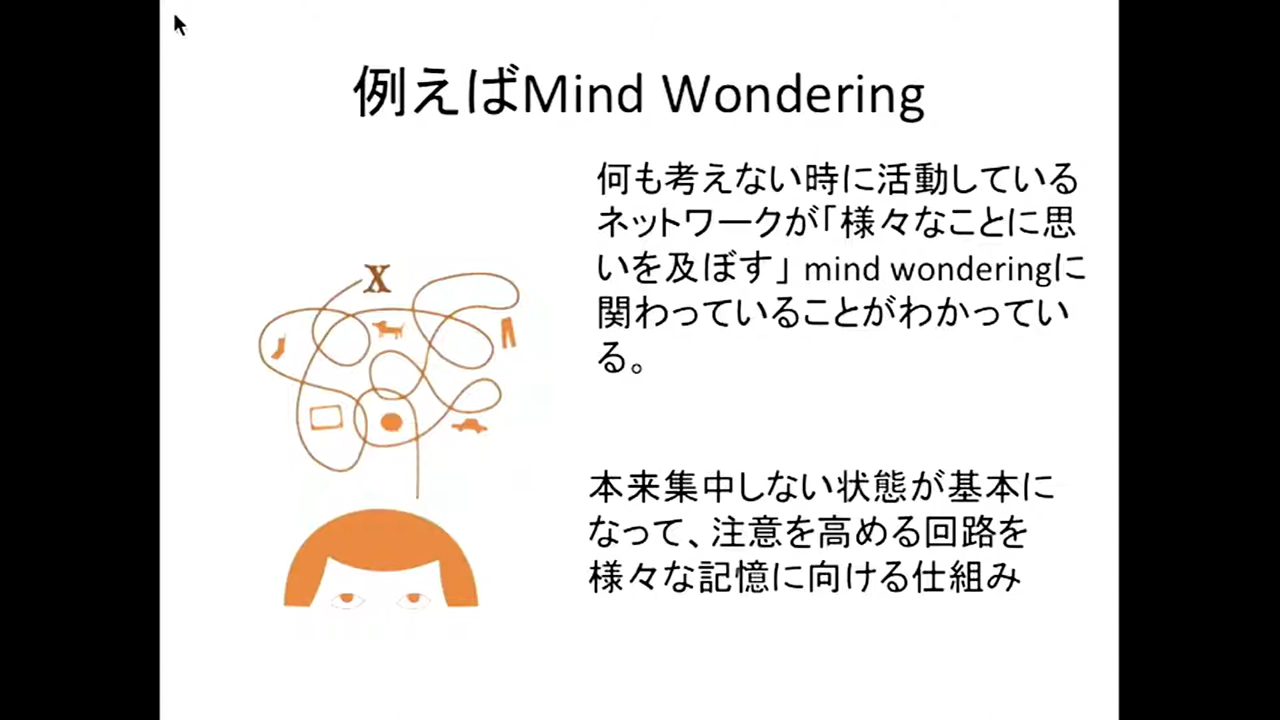 例えばMind Wondering
何も考えない時に活動している
ネットワークが「様々なことに思
いを及ぼす」 mind wonderingに
関わっていることがわかってい
る。
X
本来集中しない状態が基本に
なって、注意を高める回路を
様々な記憶に向ける仕組み